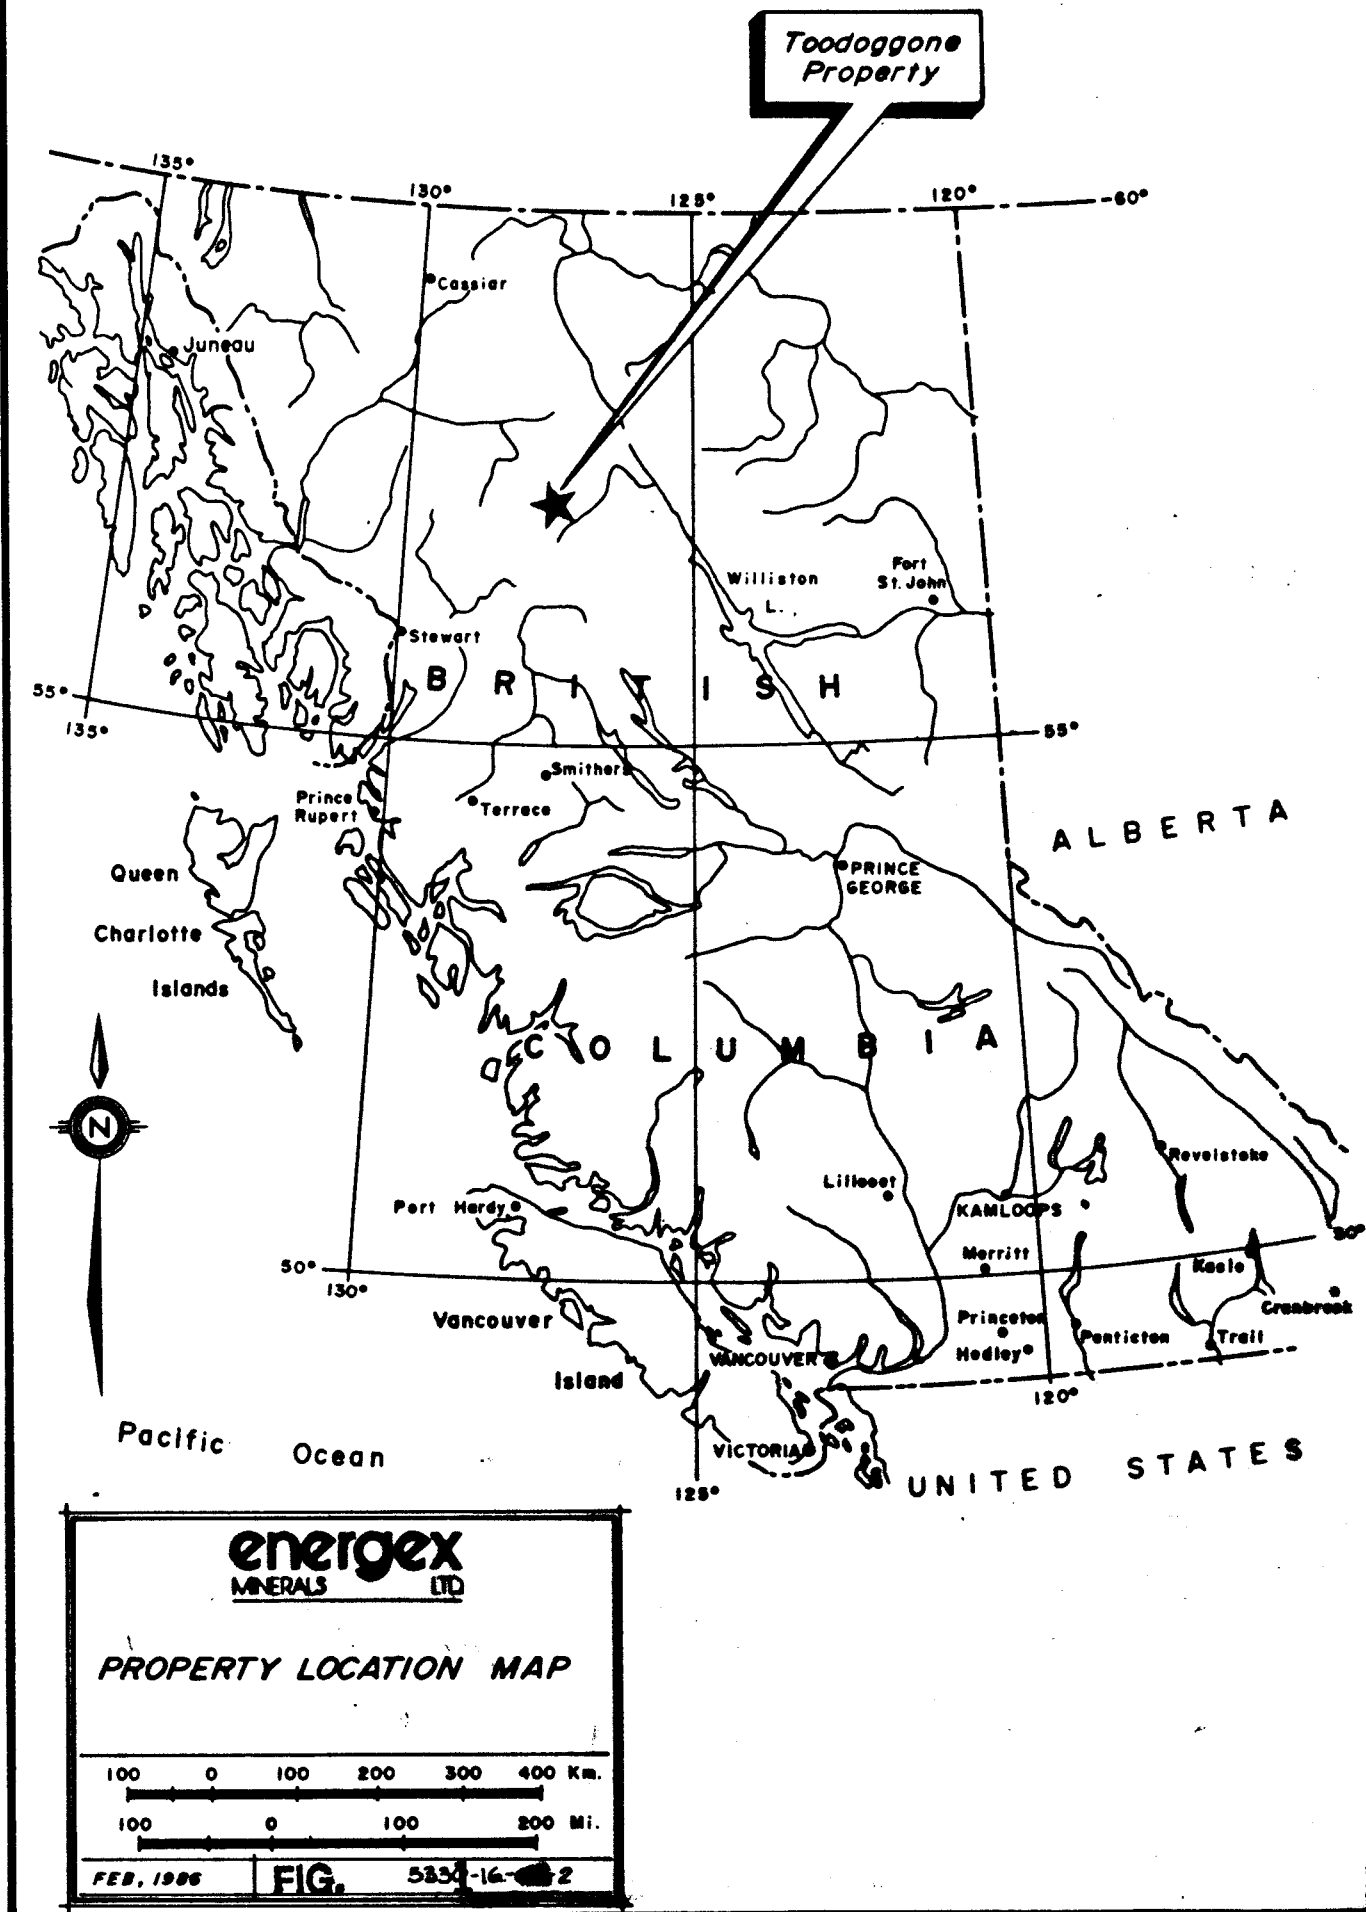 Toodoggone
Property
135°
130°
125°
120°
60°
Cassiar
Juneau
Fort
St. John
Williston
L.
Stewart
BRITISH
55°
135°
55°
Smithers
Terrace
Prince
Rupert
ALBERTA
PRINCE
GEORGE
Queen
Charlotte
Islands
COLUMBIA
N
Revelstoke
Lillooet
Port Hardy
KAMLOOPS
50°
Merritt
Kaslo
50°
130°
Cranbrook
Vancouver
Princeton
Penticton
Trail
Hedley
VANCOUVER
Island
120°
Pacific Ocean
VICTORIA
UNITED STATES
125°
energex
MINERALS LTD
PROPERTY LOCATION MAP
100 0 100 200 300 400 Km.
100 0 100 200 Mi.
FEB, 1986 FIG.